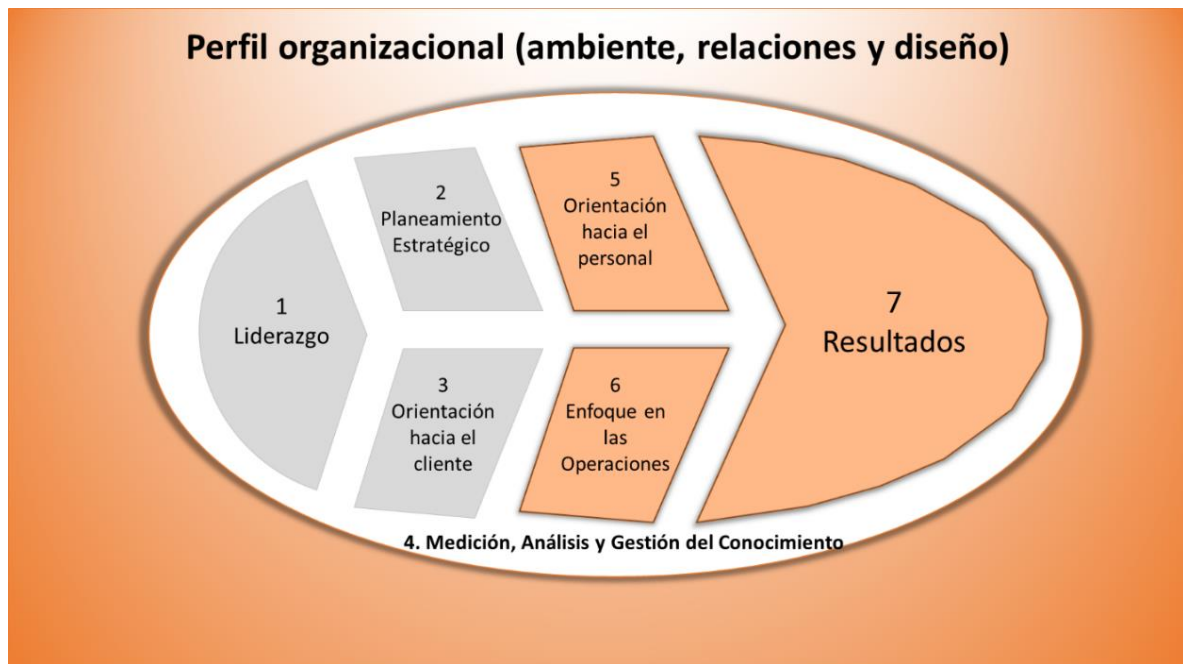 Perfil organizacional (ambiente, relaciones y diseño)
1
Liderazgo
2
Planeamiento
Estratégico
3
Orientación
hacia el
cliente
5
Orientación
hacia el
personal
6
Enfoque en
las
Operaciones
7
Resultados
4. Medición, Análisis y Gestión del Conocimiento